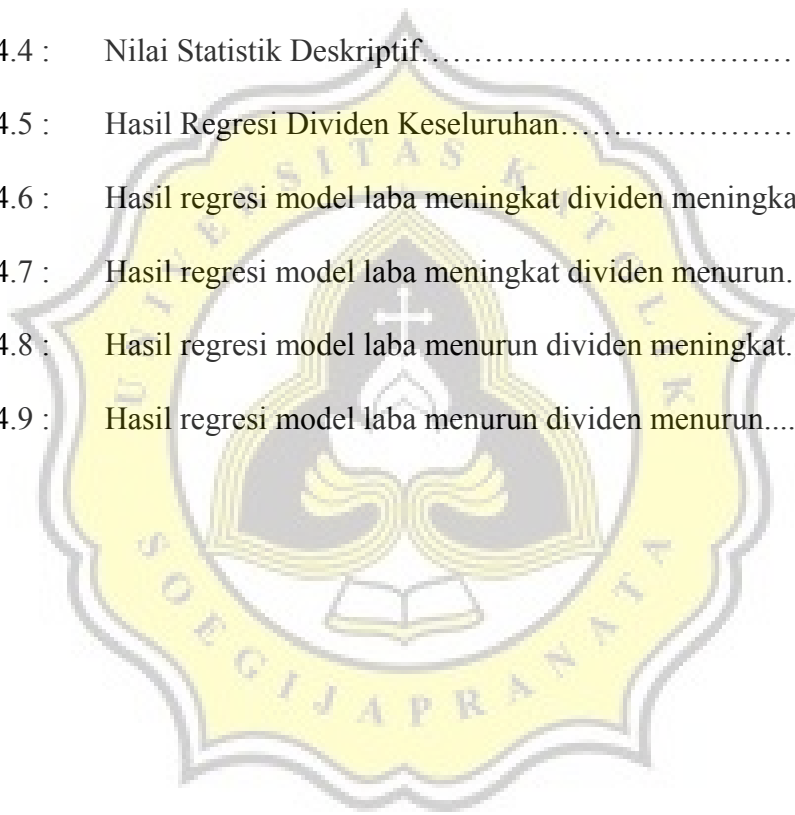 4.4 : Nilai Statistik Deskriptif……………………………
4.5 : Hasil Regresi Dividen Keseluruhan…………………
4.6 : Hasil regresi model laba meningkat dividen meningka
4.7 : Hasil regresi model laba meningkat dividen menurun.
4.8 : Hasil regresi model laba menurun dividen meningkat.
4.9 : Hasil regresi model laba menurun dividen menurun....
UNIVERSITAS KATOLIK
SOEGIJAPRANATA